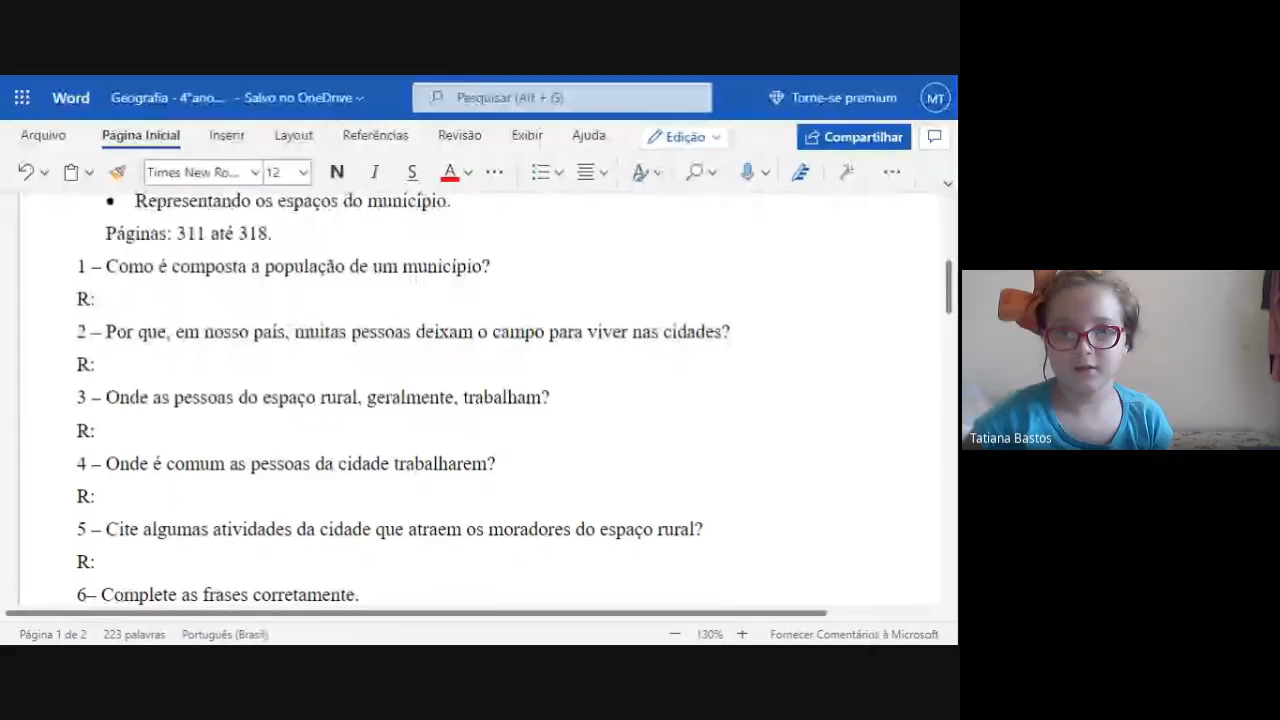 Word Geografia - 4°ano... – Salvo no OneDrive Pesquisar (Alt + G) Torne-se premium MT
Arquivo Página Inicial Inserir Layout Referências Revisão Exibir Ajuda Edição Compartilhar
Times New Ro... 12 N I S A ...
• Representando os espaços do município.
Páginas: 311 até 318.
1 – Como é composta a população de um município?
R:
2 – Por que, em nosso país, muitas pessoas deixam o campo para viver nas cidades?
R:
3 – Onde as pessoas do espaço rural, geralmente, trabalham?
R:
4 – Onde é comum as pessoas da cidade trabalharem?
R:
5 – Cite algumas atividades da cidade que atraem os moradores do espaço rural?
R:
6– Complete as frases corretamente.
Página 1 de 2 223 palavras Português (Brasil) — 130% + Fornecer Comentários à Microsoft
Tatiana Bastos